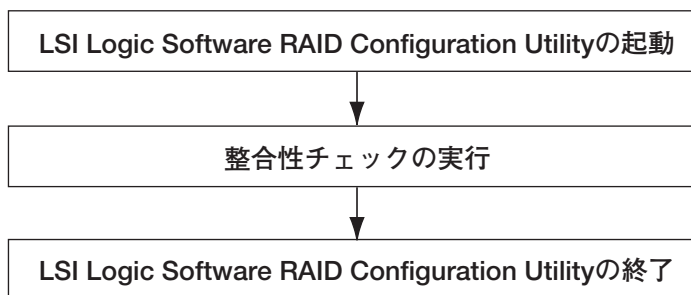 LSI Logic Software RAID Configuration Utilityの起動
整合性チェックの実行
LSI Logic Software RAID Configuration Utilityの終了